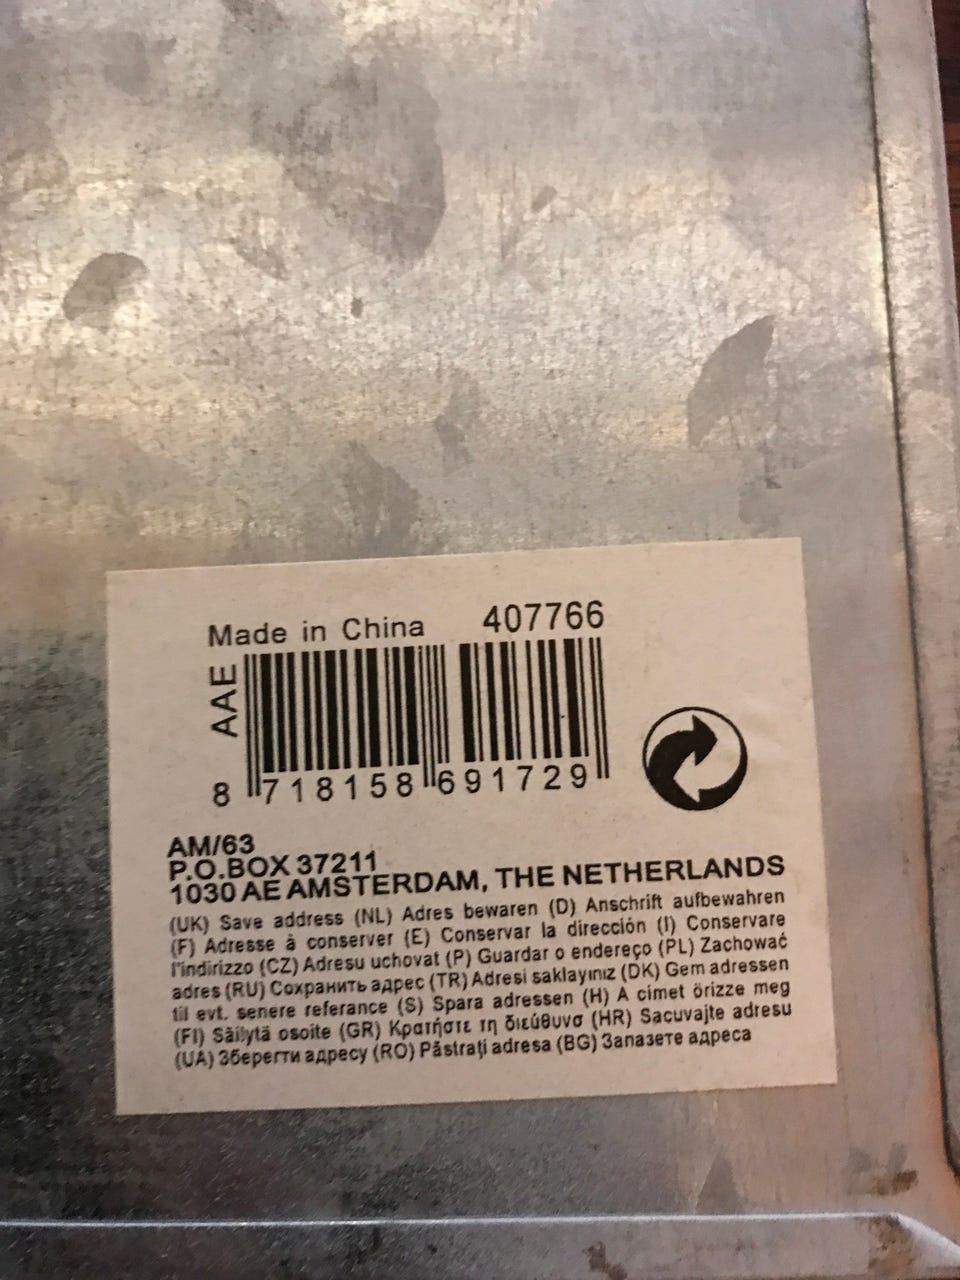 Made in China 407766
AAE
8 718158 691729
AM/63
P.O.BOX 37211
1030 AE AMSTERDAM, THE NETHERLANDS
(UK) Save address (NL) Adres bewaren (D) Anschrift aufbewahren
(F) Adresse à conserver (E) Conservar la dirección (I) Conservare
l'indirizzo (CZ) Adresu uchovat (P) Guardar o endereço (PL) Zachować
adres (RU) Сохранить адрес (TR) Adresi saklayınız (DK) Gem adressen
til evt. senere referance (S) Spara adressen (H) A cimet örizze meg
(FI) Säilytä osoite (GR) Κρατήστε τη διεύθυνσ (HR) Sacuvajte adresu
(UA) Зберегти адресу (RO) Păstrați adresa (BG) Запазете адреса